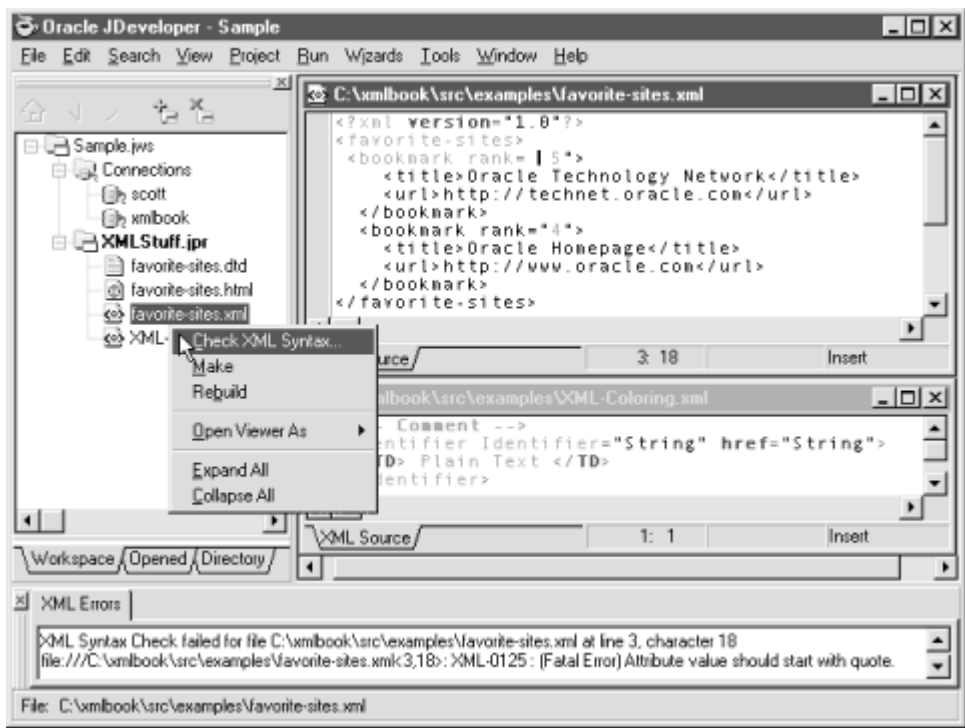 Oracle JDeveloper - Sample
File Edit Search View Project Run Wizards Tools Window Help
Sample.jws
Connections
scott
xmlbook
XMLStuff.jpr
favorite-sites.dtd
favorite-sites.html
favorite-sites.xml
XML-
Check XML Syntax...
Make
Rebuild
Open Viewer As
Expand All
Collapse All
Workspace Opened Directory
C:\xmlbook\src\examples\favorite-sites.xml
<?xml version="1.0"?>
<favorite-sites>
<bookmark rank= 5">
<title>Oracle Technology Network</title>
<url>http://technet.oracle.com</url>
</bookmark>
<bookmark rank="4">
<title>Oracle Homepage</title>
<url>http://www.oracle.com</url>
</bookmark>
</favorite-sites>
urce 3: 18 Insert
lbook\src\examples\XML-Coloring.xml
Comment -->
entifier Identifier="String" href="String">
TD> Plain Text </TD>
dentifier>
XML Source 1: 1 Insert
XML Errors
XML Syntax Check failed for file C:\xmlbook\src\examples\favorite-sites.xml at line 3, character 18
file:///C:\xmlbook\src\examples\favorite-sites.xml<3,18>: XML-0125 : (Fatal Error) Attribute value should start with quote.
File: C:\xmlbook\src\examples\favorite-sites.xml